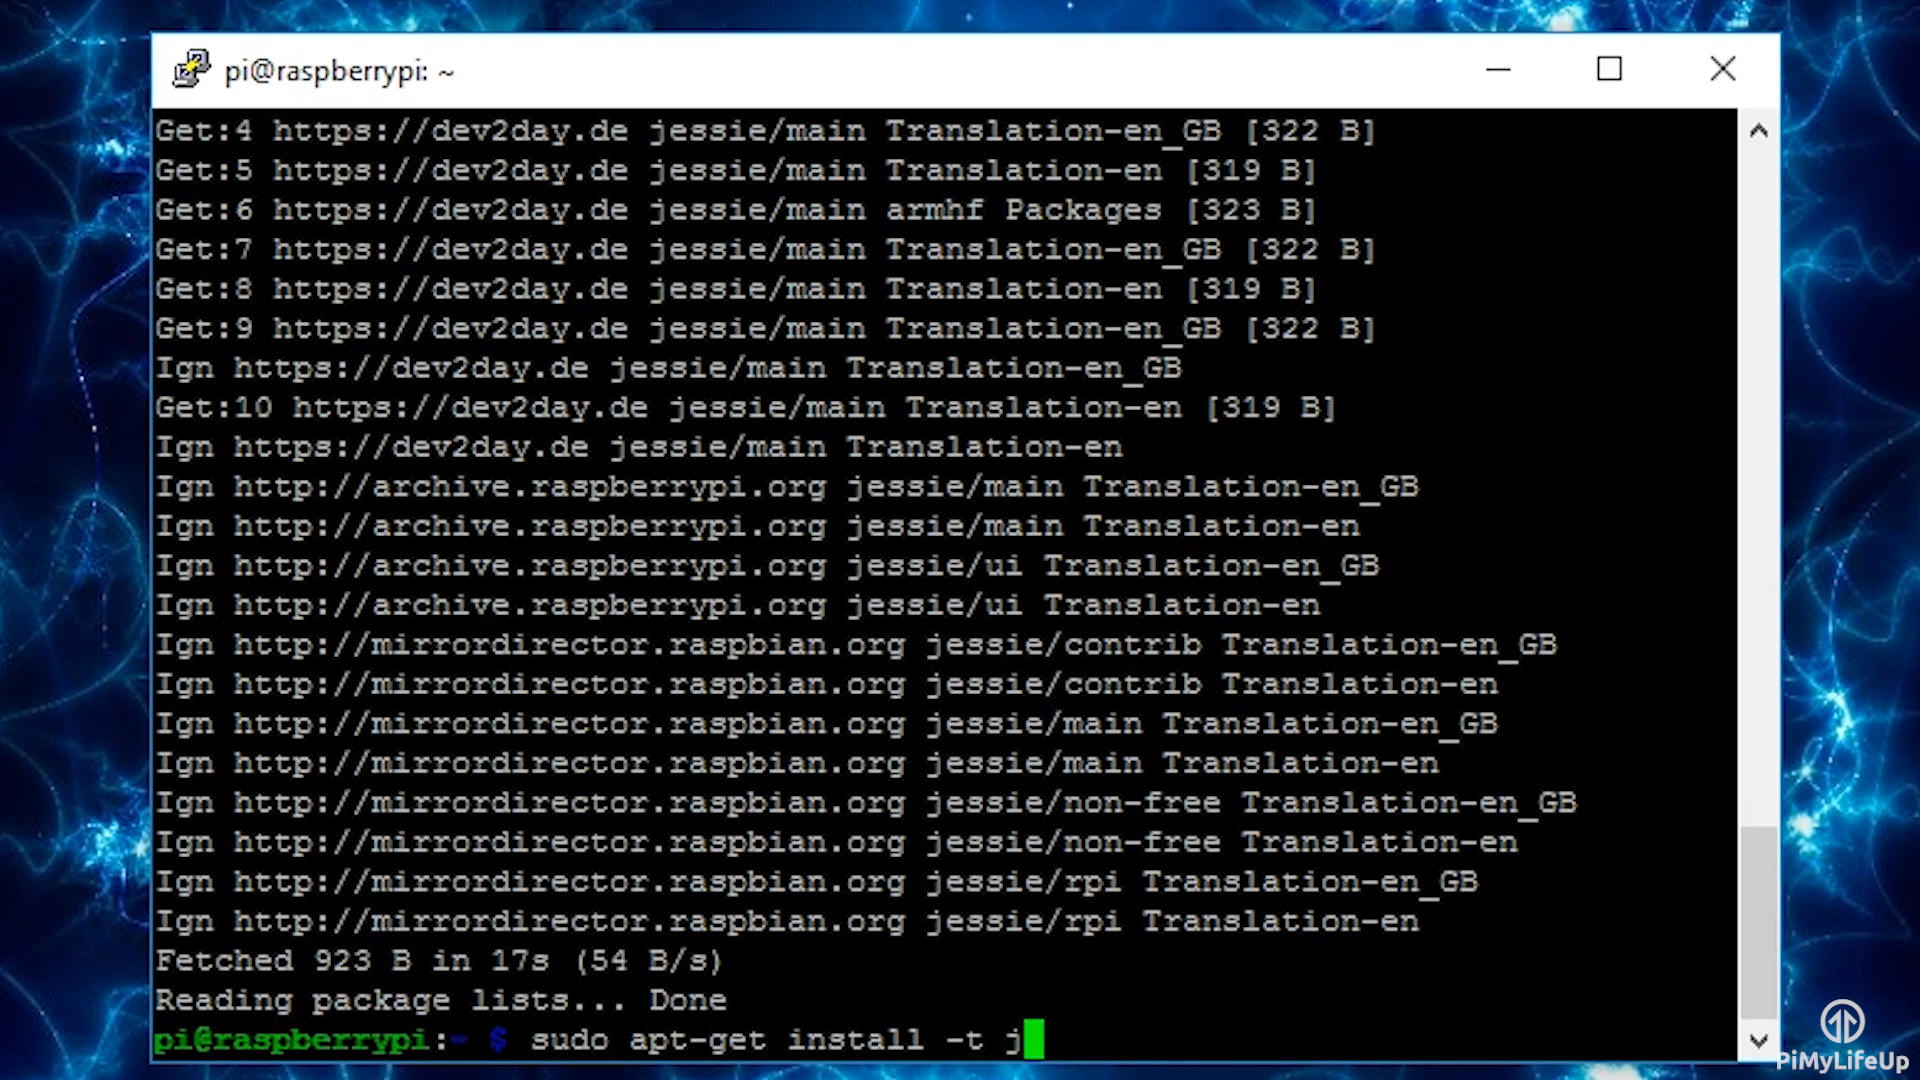 pi@raspberrypi: ~
Get:4 https://dev2day.de jessie/main Translation-en_GB [322 B]
Get:5 https://dev2day.de jessie/main Translation-en [319 B]
Get:6 https://dev2day.de jessie/main armhf Packages [323 B]
Get:7 https://dev2day.de jessie/main Translation-en_GB [322 B]
Get:8 https://dev2day.de jessie/main Translation-en [319 B]
Get:9 https://dev2day.de jessie/main Translation-en_GB [322 B]
Ign https://dev2day.de jessie/main Translation-en_GB
Get:10 https://dev2day.de jessie/main Translation-en [319 B]
Ign https://dev2day.de jessie/main Translation-en
Ign http://archive.raspberrypi.org jessie/main Translation-en_GB
Ign http://archive.raspberrypi.org jessie/main Translation-en
Ign http://archive.raspberrypi.org jessie/ui Translation-en_GB
Ign http://archive.raspberrypi.org jessie/ui Translation-en
Ign http://mirrordirector.raspbian.org jessie/contrib Translation-en_GB
Ign http://mirrordirector.raspbian.org jessie/contrib Translation-en
Ign http://mirrordirector.raspbian.org jessie/main Translation-en_GB
Ign http://mirrordirector.raspbian.org jessie/main Translation-en
Ign http://mirrordirector.raspbian.org jessie/non-free Translation-en_GB
Ign http://mirrordirector.raspbian.org jessie/non-free Translation-en
Ign http://mirrordirector.raspbian.org jessie/rpi Translation-en_GB
Ign http://mirrordirector.raspbian.org jessie/rpi Translation-en
Fetched 923 B in 17s (54 B/s)
Reading package lists... Done
pi@raspberrypi:~ $ sudo apt-get install -t j
PiMyLifeUp